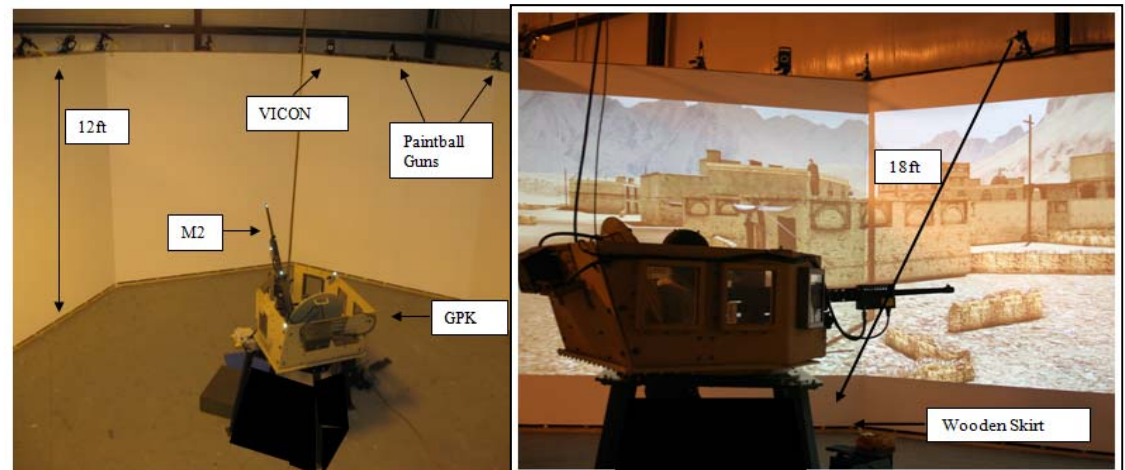 12ft
VICON
Paintball
Guns
M2
GPK
18ft
Wooden Skirt